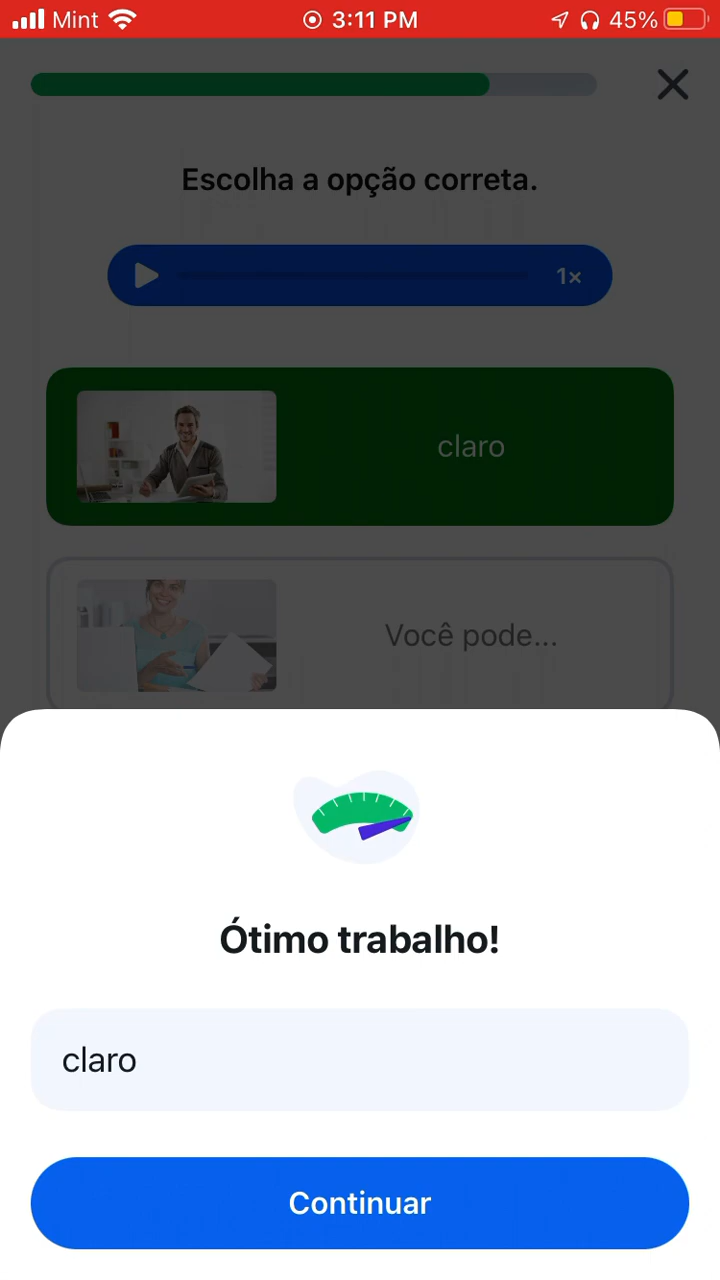 Mint 3:11 PM 45%
Escolha a opção correta.
1×
claro
Você pode...
Ótimo trabalho!
claro
Continuar